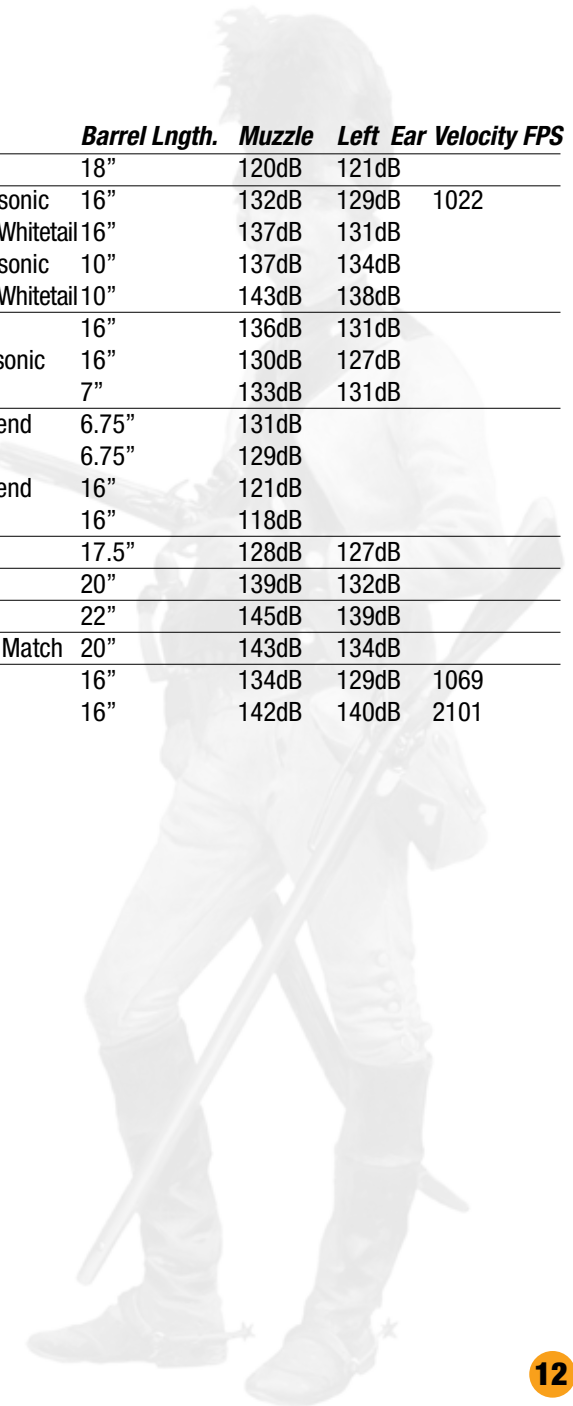 Barrel Lngth. Muzzle Left Ear Velocity FPS
18” 120dB 121dB
sonic 16” 132dB 129dB 1022
Whitetail 16” 137dB 131dB
sonic 10” 137dB 134dB
Whitetail 10” 143dB 138dB
16” 136dB 131dB
sonic 16” 130dB 127dB
7” 133dB 131dB
end 6.75” 131dB
6.75” 129dB
end 16” 121dB
16” 118dB
17.5” 128dB 127dB
20” 139dB 132dB
22” 145dB 139dB
Match 20” 143dB 134dB
16” 134dB 129dB 1069
16” 142dB 140dB 2101
12